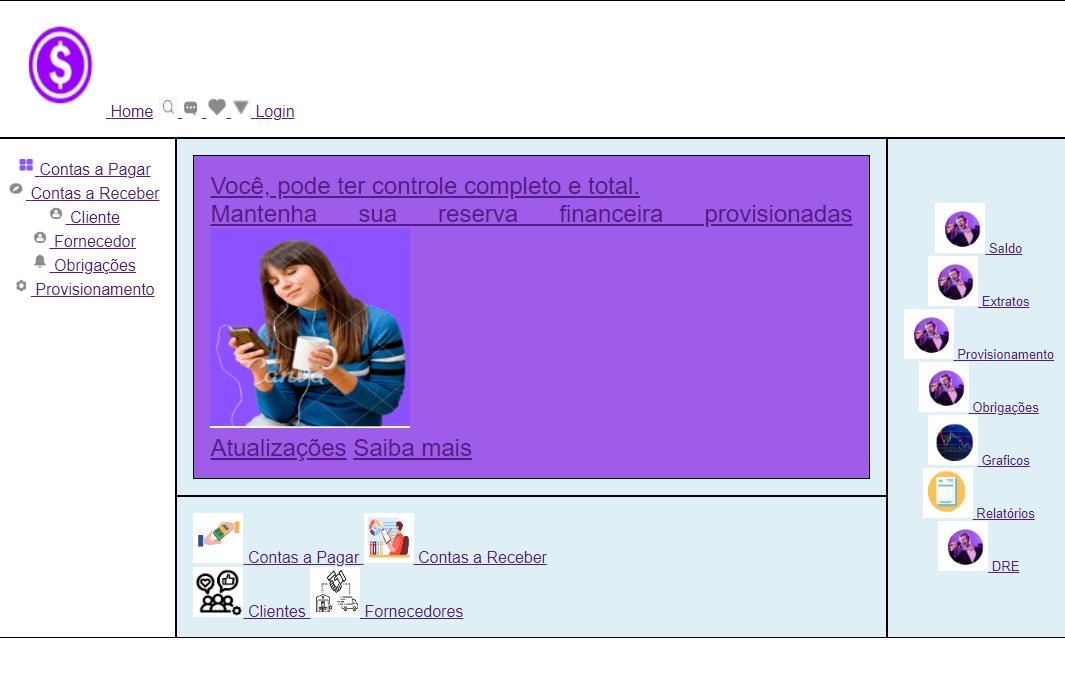 $
Home Login
Contas a Pagar
Contas a Receber
Cliente
Fornecedor
Obrigações
Provisionamento
Você, pode ter controle completo e total.
Mantenha sua reserva financeira provisionadas
Canva
Atualizações Saiba mais
Contas a Pagar Contas a Receber
Clientes Fornecedores
Saldo
Extratos
Provisionamento
Obrigações
Graficos
Relatórios
DRE